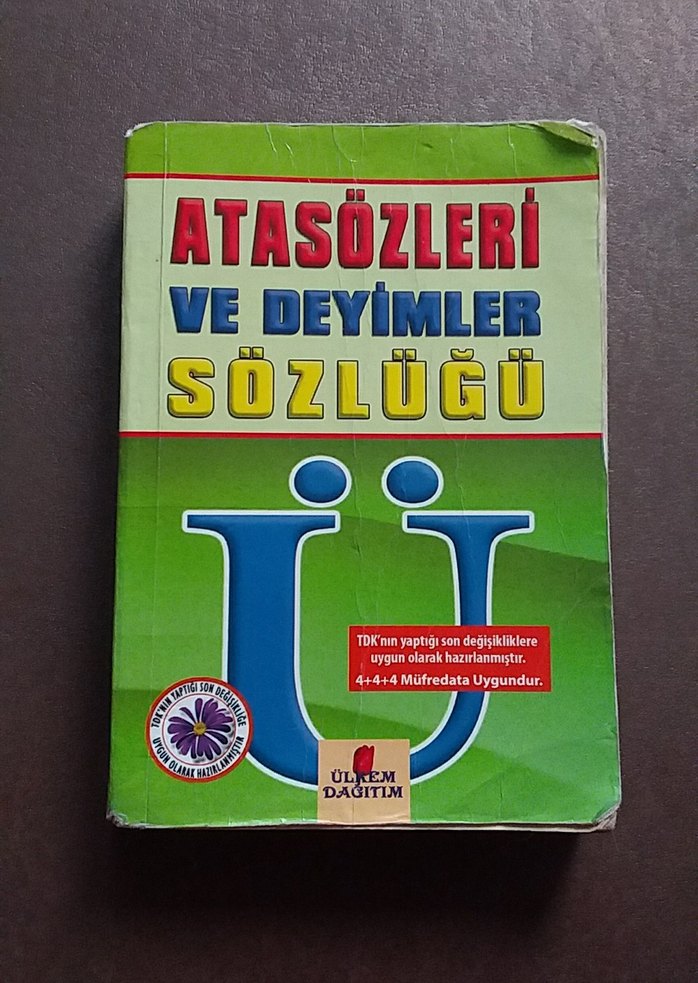 ATASÖZLERİ
VE DEYİMLER
SÖZLÜĞÜ
Ü
TDK'nın yaptığı son değişikliklere
uygun olarak hazırlanmıştır.
4+4+4 Müfredata Uygundur.
TDK'NIN YAPTIĞI SON DEĞİŞİKLİĞE
UYGUN OLARAK HAZIRLANMIŞTIR
ÜLKEM
DAĞITIM